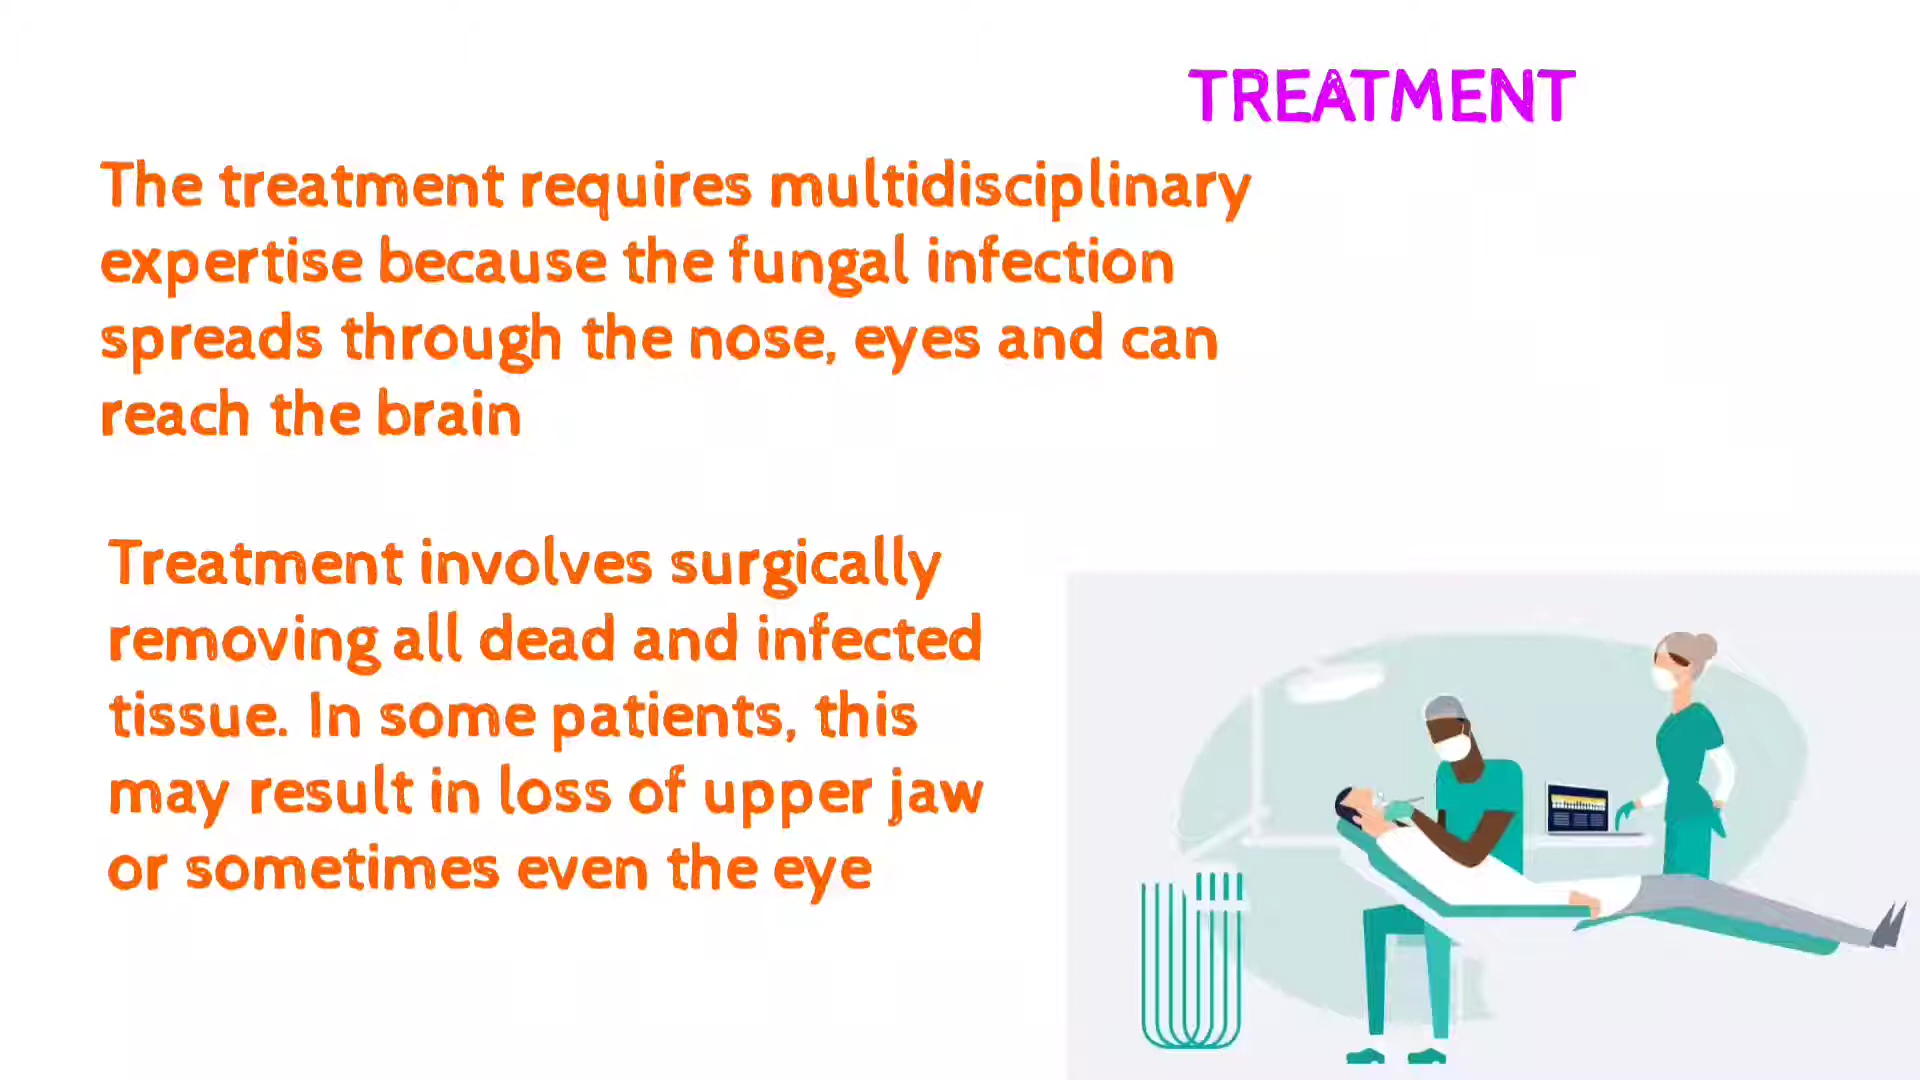 TREATMENT
The treatment requires multidisciplinary
expertise because the fungal infection
spreads through the nose, eyes and can
reach the brain
Treatment involves surgically
removing all dead and infected
tissue. In some patients, this
may result in loss of upper jaw
or sometimes even the eye